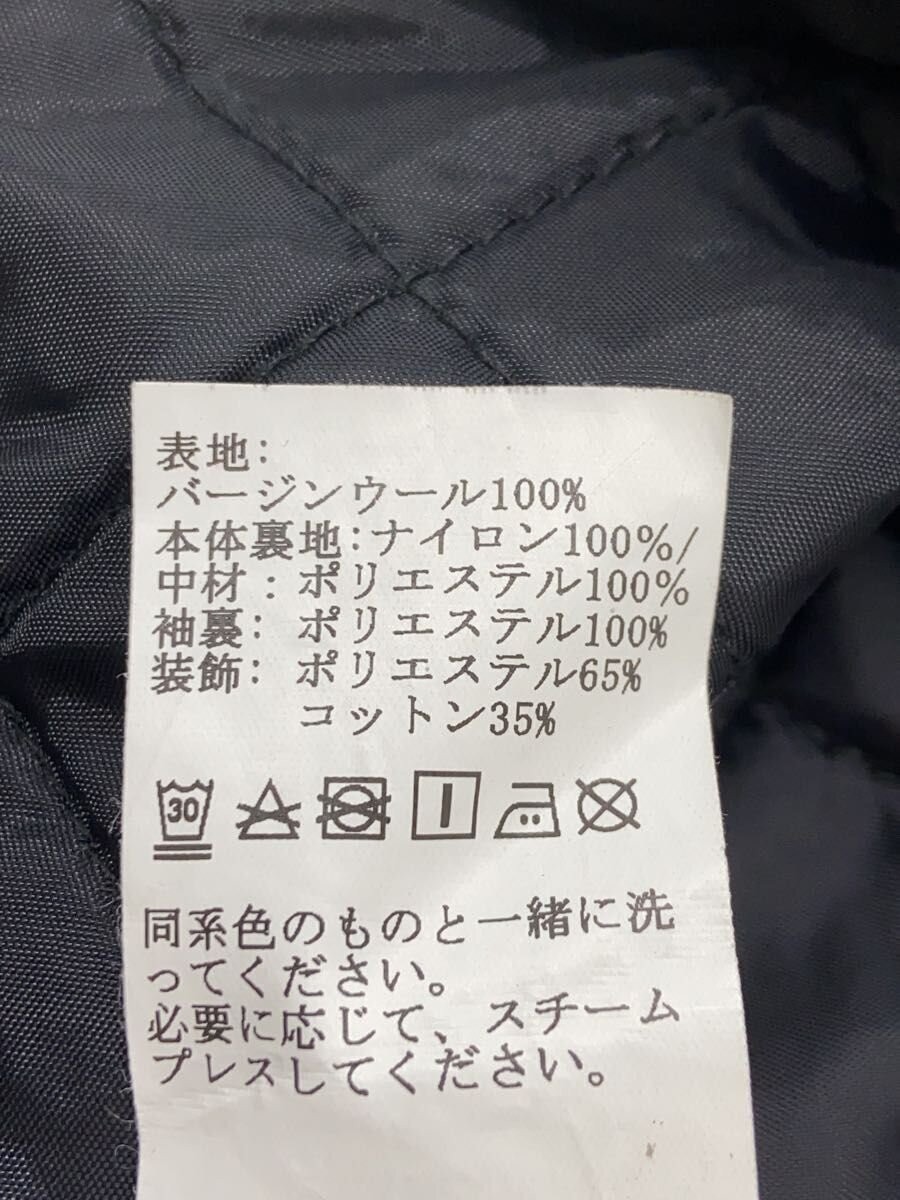 表地:
バージンウール100%
本体裏地:ナイロン100%/
中材:ポリエステル100%
袖裏:ポリエステル100%
装飾:ポリエステル65%
コットン35%
30
同系色のものと一緒に洗
ってください。
必要に応じて、スチーム
プレスしてください。